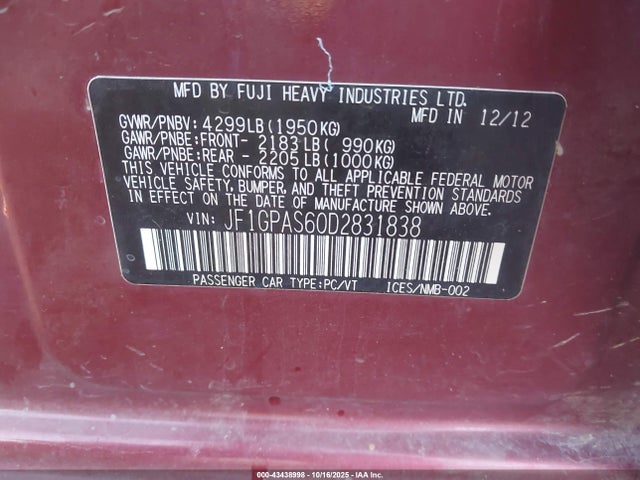 MFD BY FUJI HEAVY INDUSTRIES LTD.
MFD IN 12/12
GVWR/PNBV: 4299LB(1950KG)
GAWR/PNBE:FRONT- 2183LB( 990KG)
GAWR/PNBE:REAR - 2205LB(1000KG)
THIS VEHICLE CONFORMS TO ALL APPLICABLE FEDERAL MOTOR
VEHICLE SAFETY, BUMPER, AND THEFT PREVENTION STANDARDS
IN EFFECT ON THE DATE OF MANUFACTURE SHOWN ABOVE.
VIN: JF1GPAS60D2831838
PASSENGER CAR TYPE:PC/VT ICES/NMB-002
000-43438998 - 10/16/2025 - IAA Inc.